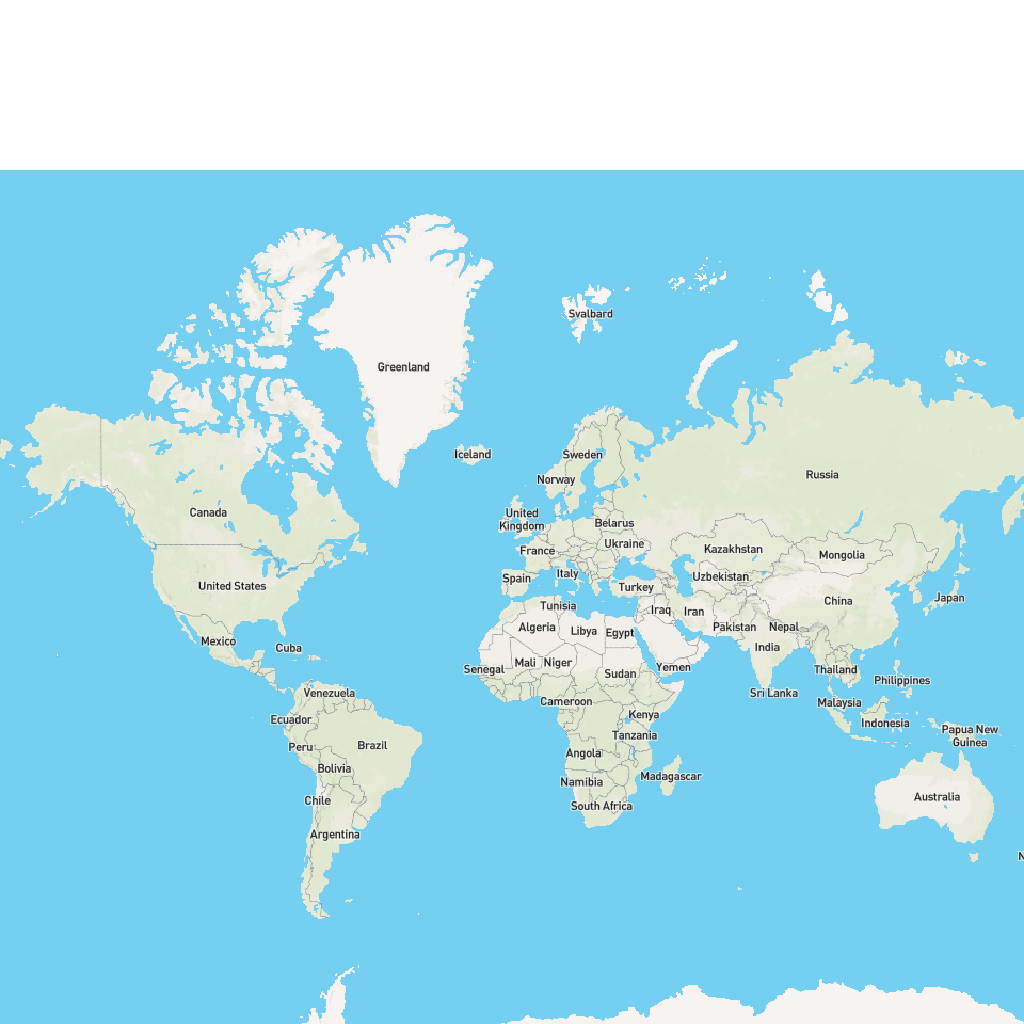 Svalbard
Greenland
Iceland
Sweden
Norway
Russia
Canada
United
Kingdom
Belarus
Ukraine
France
Kazakhstan
Mongolia
United States
Spain
Italy
Turkey
Uzbekistan
China
Japan
Tunisia
Iraq
Iran
Algeria
Libya
Egypt
Pakistan
Nepal
Mexico
Cuba
India
Senegal
Mali
Niger
Sudan
Yemen
Thailand
Philippines
Venezuela
Cameroon
Sri Lanka
Malaysia
Ecuador
Kenya
Indonesia
Peru
Brazil
Tanzania
Papua New
Guinea
Angola
Bolivia
Namibia
Madagascar
Chile
South Africa
Australia
Argentina
N